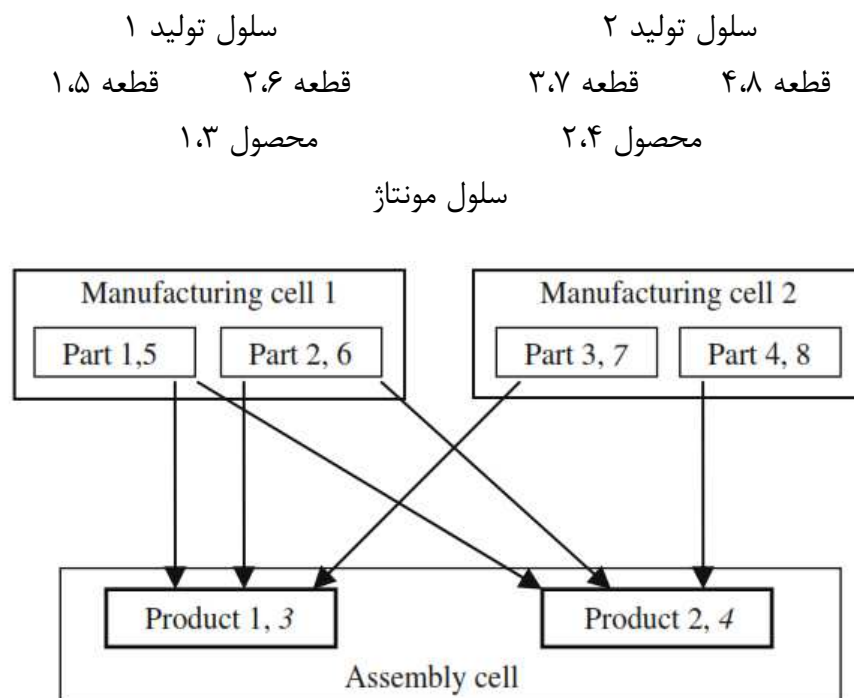 سلول تولید ۱ سلول تولید ۲
قطعه ۱،۵ قطعه ۲،۶ قطعه ۳،۷ قطعه ۴،۸
محصول ۱،۳ محصول ۲،۴
سلول مونتاژ
Manufacturing cell 1 Manufacturing cell 2
Part 1,5 Part 2, 6 Part 3, 7 Part 4, 8
Product 1, 3 Product 2, 4
Assembly cell